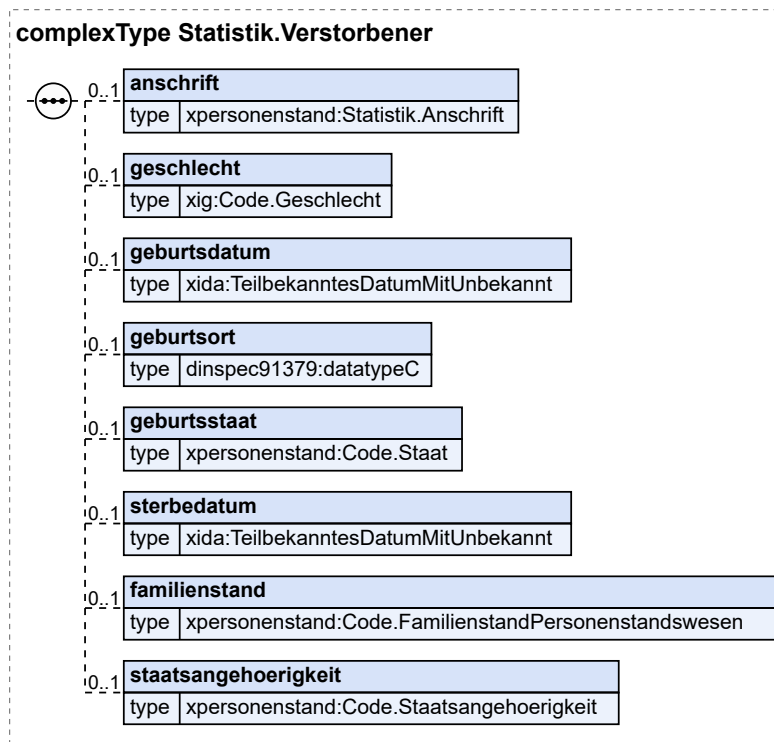 complexType Statistik.Verstorbener
0..1 anschrift
type xpersonenstand:Statistik.Anschrift
0..1 geschlecht
type xig:Code.Geschlecht
0..1 geburtsdatum
type xida:TeilbekanntesDatumMitUnbekannt
0..1 geburtsort
type dinspec91379:datatypeC
0..1 geburtsstaat
type xpersonenstand:Code.Staat
0..1 sterbedatum
type xida:TeilbekanntesDatumMitUnbekannt
0..1 familienstand
type xpersonenstand:Code.FamilienstandPersonenstandswesen
0..1 staatsangehoerigkeit
type xpersonenstand:Code.Staatsangehoerigkeit